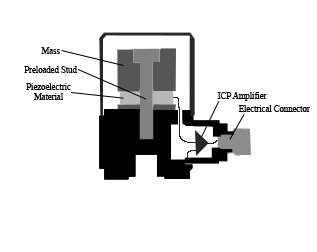 Mass
Preloaded Stud
Piezoelectric
Material
ICP Amplifier
Electrical Connector